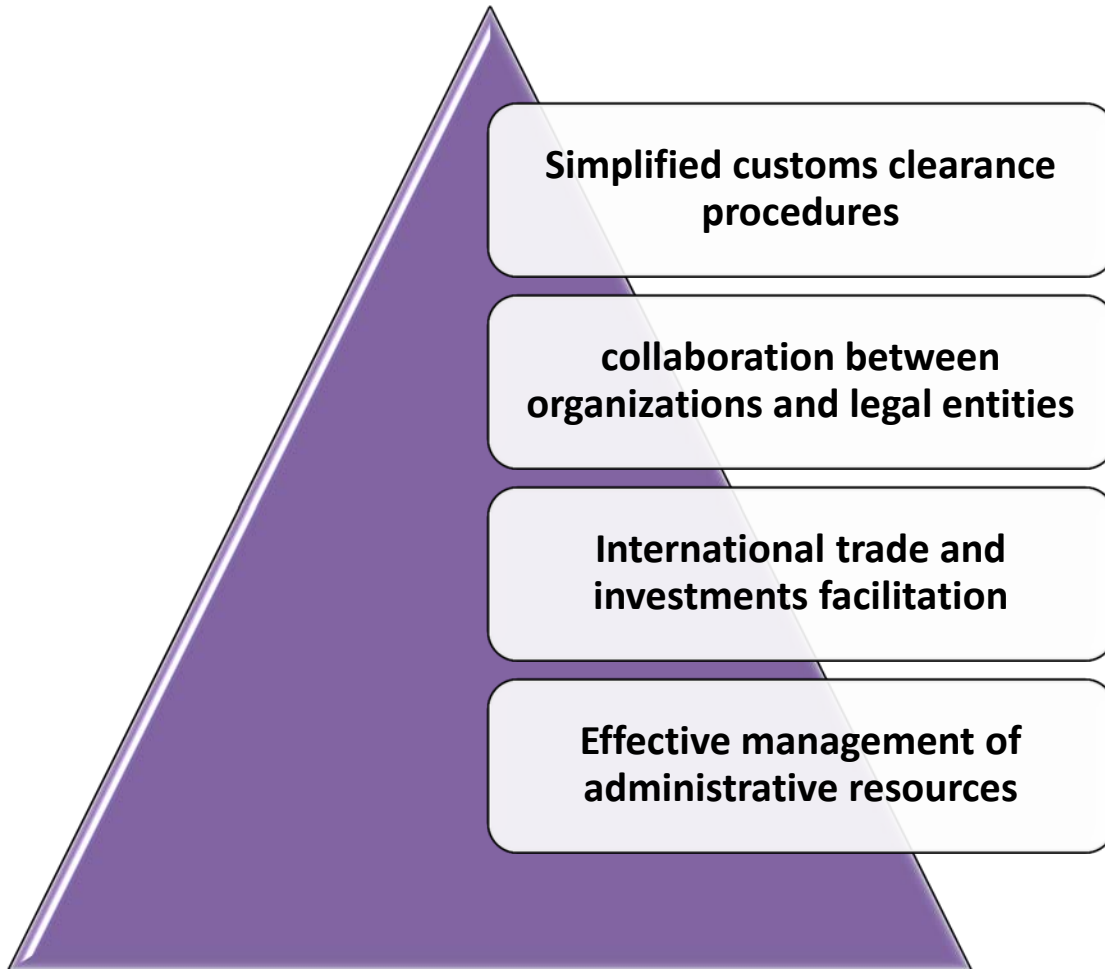 Simplified customs clearance
procedures
collaboration between
organizations and legal entities
International trade and
investments facilitation
Effective management of
administrative resources